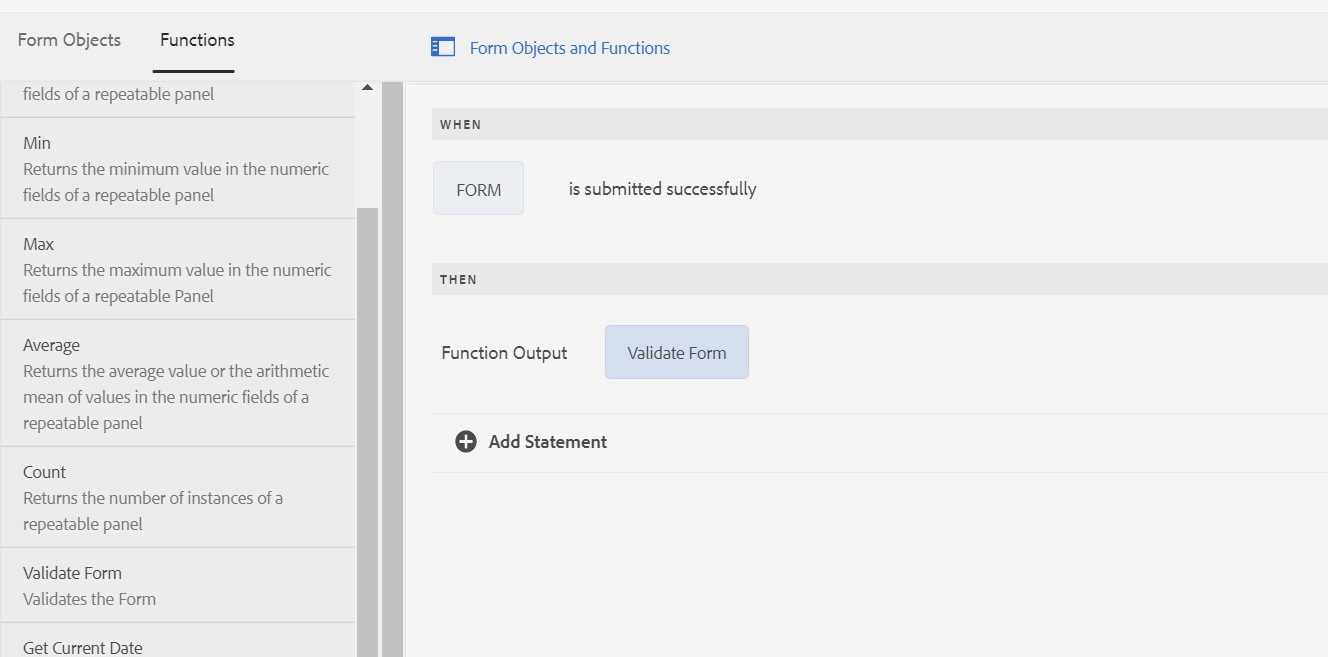 Form Objects
Functions
Form Objects and Functions
fields of a repeatable panel
Min
Returns the minimum value in the numeric
fields of a repeatable panel
Max
Returns the maximum value in the numeric
fields of a repeatable Panel
Average
Returns the average value or the arithmetic
mean of values in the numeric fields of a
repeatable panel
Count
Returns the number of instances of a
repeatable panel
Validate Form
Validates the Form
Get Current Date
WHEN
FORM
is submitted successfully
THEN
Function Output
Validate Form
Add Statement